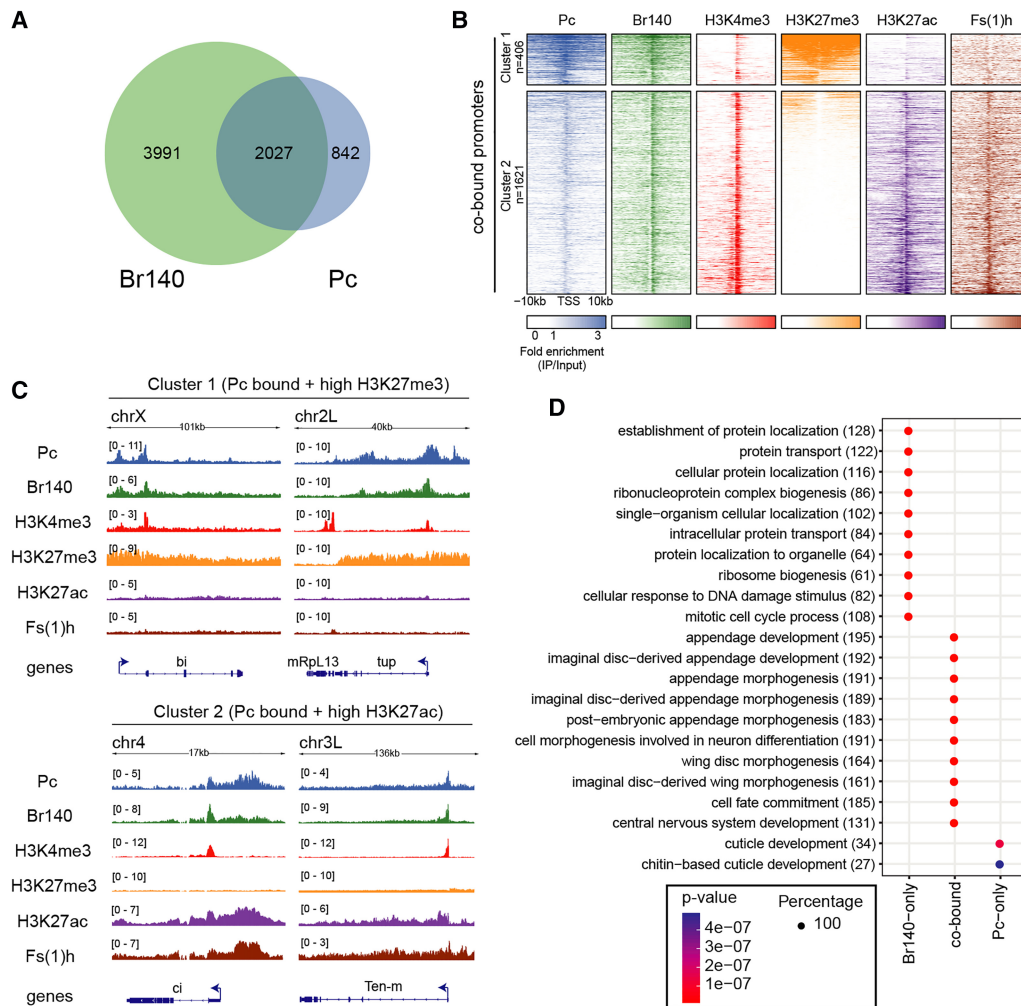 A
3991
2027
842
Br140
Pc
B
Pc
Br140
H3K4me3
H3K27me3
H3K27ac
Fs(1)h
co-bound promoters
Cluster 1
n=406
Cluster 2
n=1621
−10kb TSS 10kb
0 1 3
Fold enrichment
(IP/Input)
C
Cluster 1 (Pc bound + high H3K27me3)
chrX
chr2L
101kb
40kb
Pc
[0 - 11]
[0 - 10]
Br140
[0 - 6]
[0 - 10]
H3K4me3
[0 - 3]
[0 - 10]
H3K27me3
[0 - 9]
[0 - 10]
H3K27ac
[0 - 5]
[0 - 10]
Fs(1)h
[0 - 5]
[0 - 10]
genes
bi
mRpL13
tup
Cluster 2 (Pc bound + high H3K27ac)
chr4
chr3L
17kb
136kb
Pc
[0 - 5]
[0 - 4]
Br140
[0 - 8]
[0 - 9]
H3K4me3
[0 - 12]
[0 - 12]
H3K27me3
[0 - 10]
[0 - 10]
H3K27ac
[0 - 7]
[0 - 6]
Fs(1)h
[0 - 7]
[0 - 3]
genes
ci
Ten-m
D
establishment of protein localization (128)
protein transport (122)
cellular protein localization (116)
ribonucleoprotein complex biogenesis (86)
single−organism cellular localization (102)
intracellular protein transport (84)
protein localization to organelle (64)
ribosome biogenesis (61)
cellular response to DNA damage stimulus (82)
mitotic cell cycle process (108)
appendage development (195)
imaginal disc−derived appendage development (192)
appendage morphogenesis (191)
imaginal disc−derived appendage morphogenesis (189)
post−embryonic appendage morphogenesis (183)
cell morphogenesis involved in neuron differentiation (191)
wing disc morphogenesis (164)
imaginal disc−derived wing morphogenesis (161)
cell fate commitment (185)
central nervous system development (131)
cuticle development (34)
chitin−based cuticle development (27)
Br140−only
co−bound
Pc−only
p-value
4e−07
3e−07
2e−07
1e−07
Percentage
100